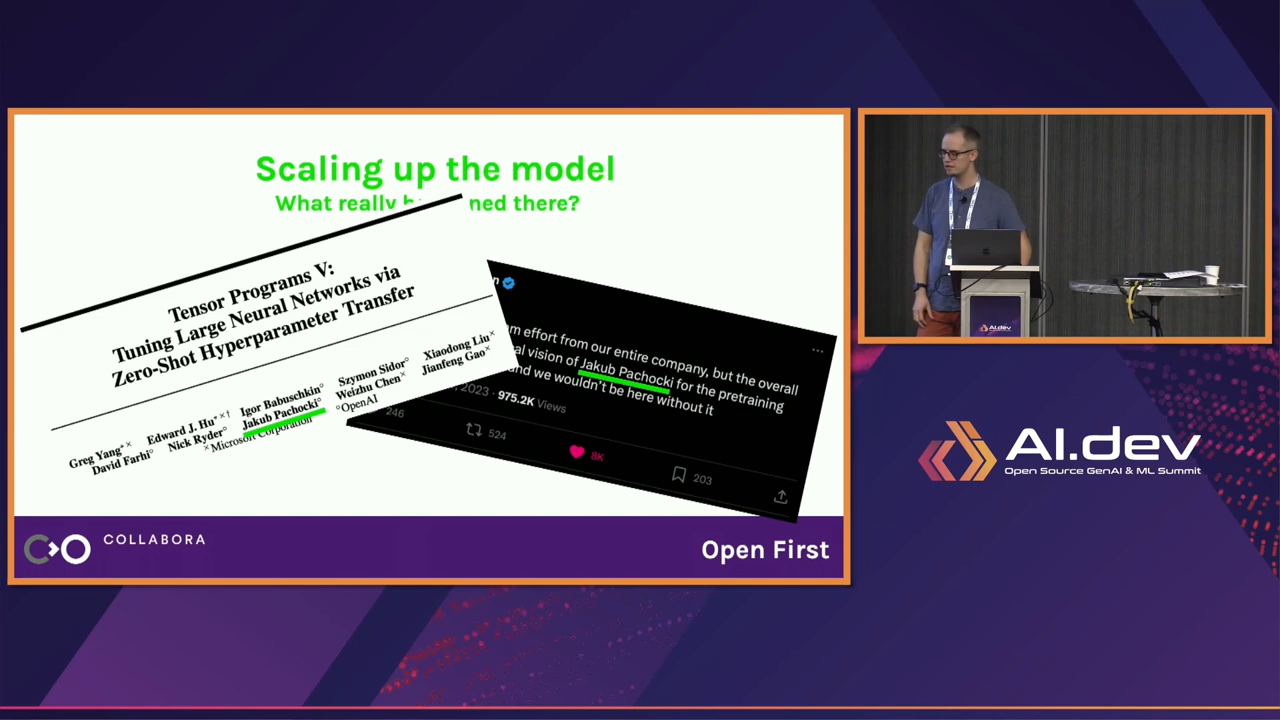 Scaling up the model
What really ned there?
Tensor Programs V:
Tuning Large Neural Networks via
Zero-Shot Hyperparameter Transfer
Greg Yang*× Edward J. Hu*׆ Igor Babuschkin° Szymon Sidor° Xiaodong Liu×
David Farhi° Nick Ryder° Jakub Pachocki° Weizhu Chen× Jianfeng Gao×
×Microsoft Corporation °OpenAI
effort from our entire company, but the overall
vision of Jakub Pachocki for the pretraining
and we wouldn't be here without it
2023 · 975.2K Views
246 524 8K 203
COLLABORA
Open First
AI.dev
AI.dev
Open Source GenAI & ML Summit